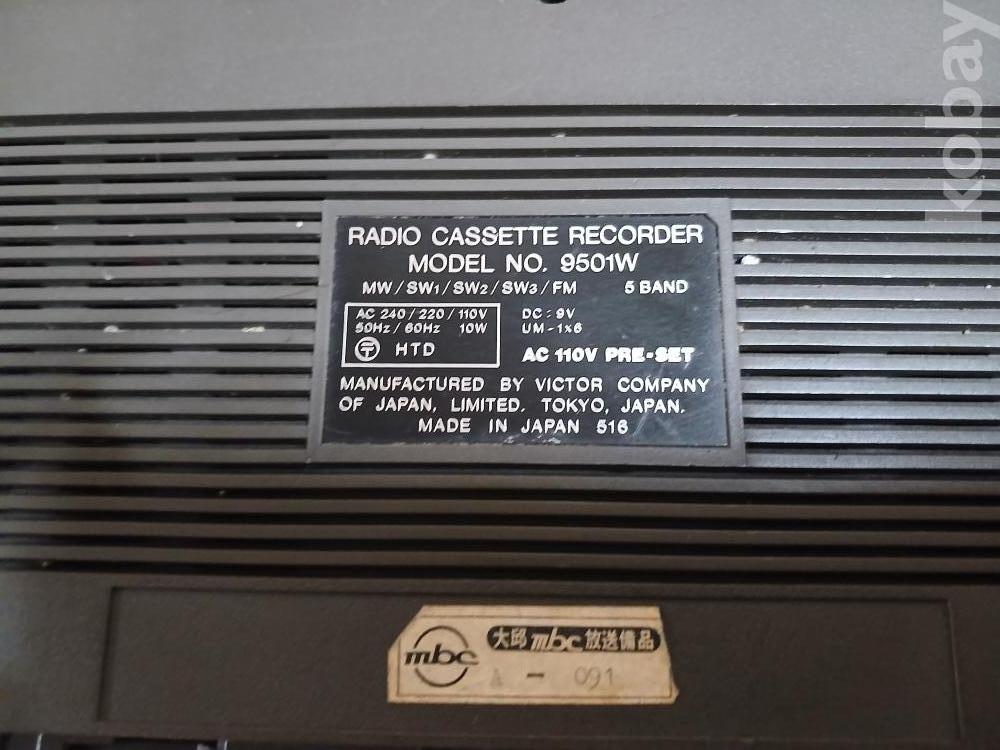 kobay
RADIO CASSETTE RECORDER
MODEL NO. 9501W
MW/SW1/SW2/SW3/FM 5 BAND
AC 240/220/110V DC: 9V
50Hz/60Hz 10W UM-1x6
HTD AC 110V PRE-SET
MANUFACTURED BY VICTOR COMPANY
OF JAPAN, LIMITED. TOKYO, JAPAN.
MADE IN JAPAN 516
mbc 大邱 mbc 放送備品
A - 091